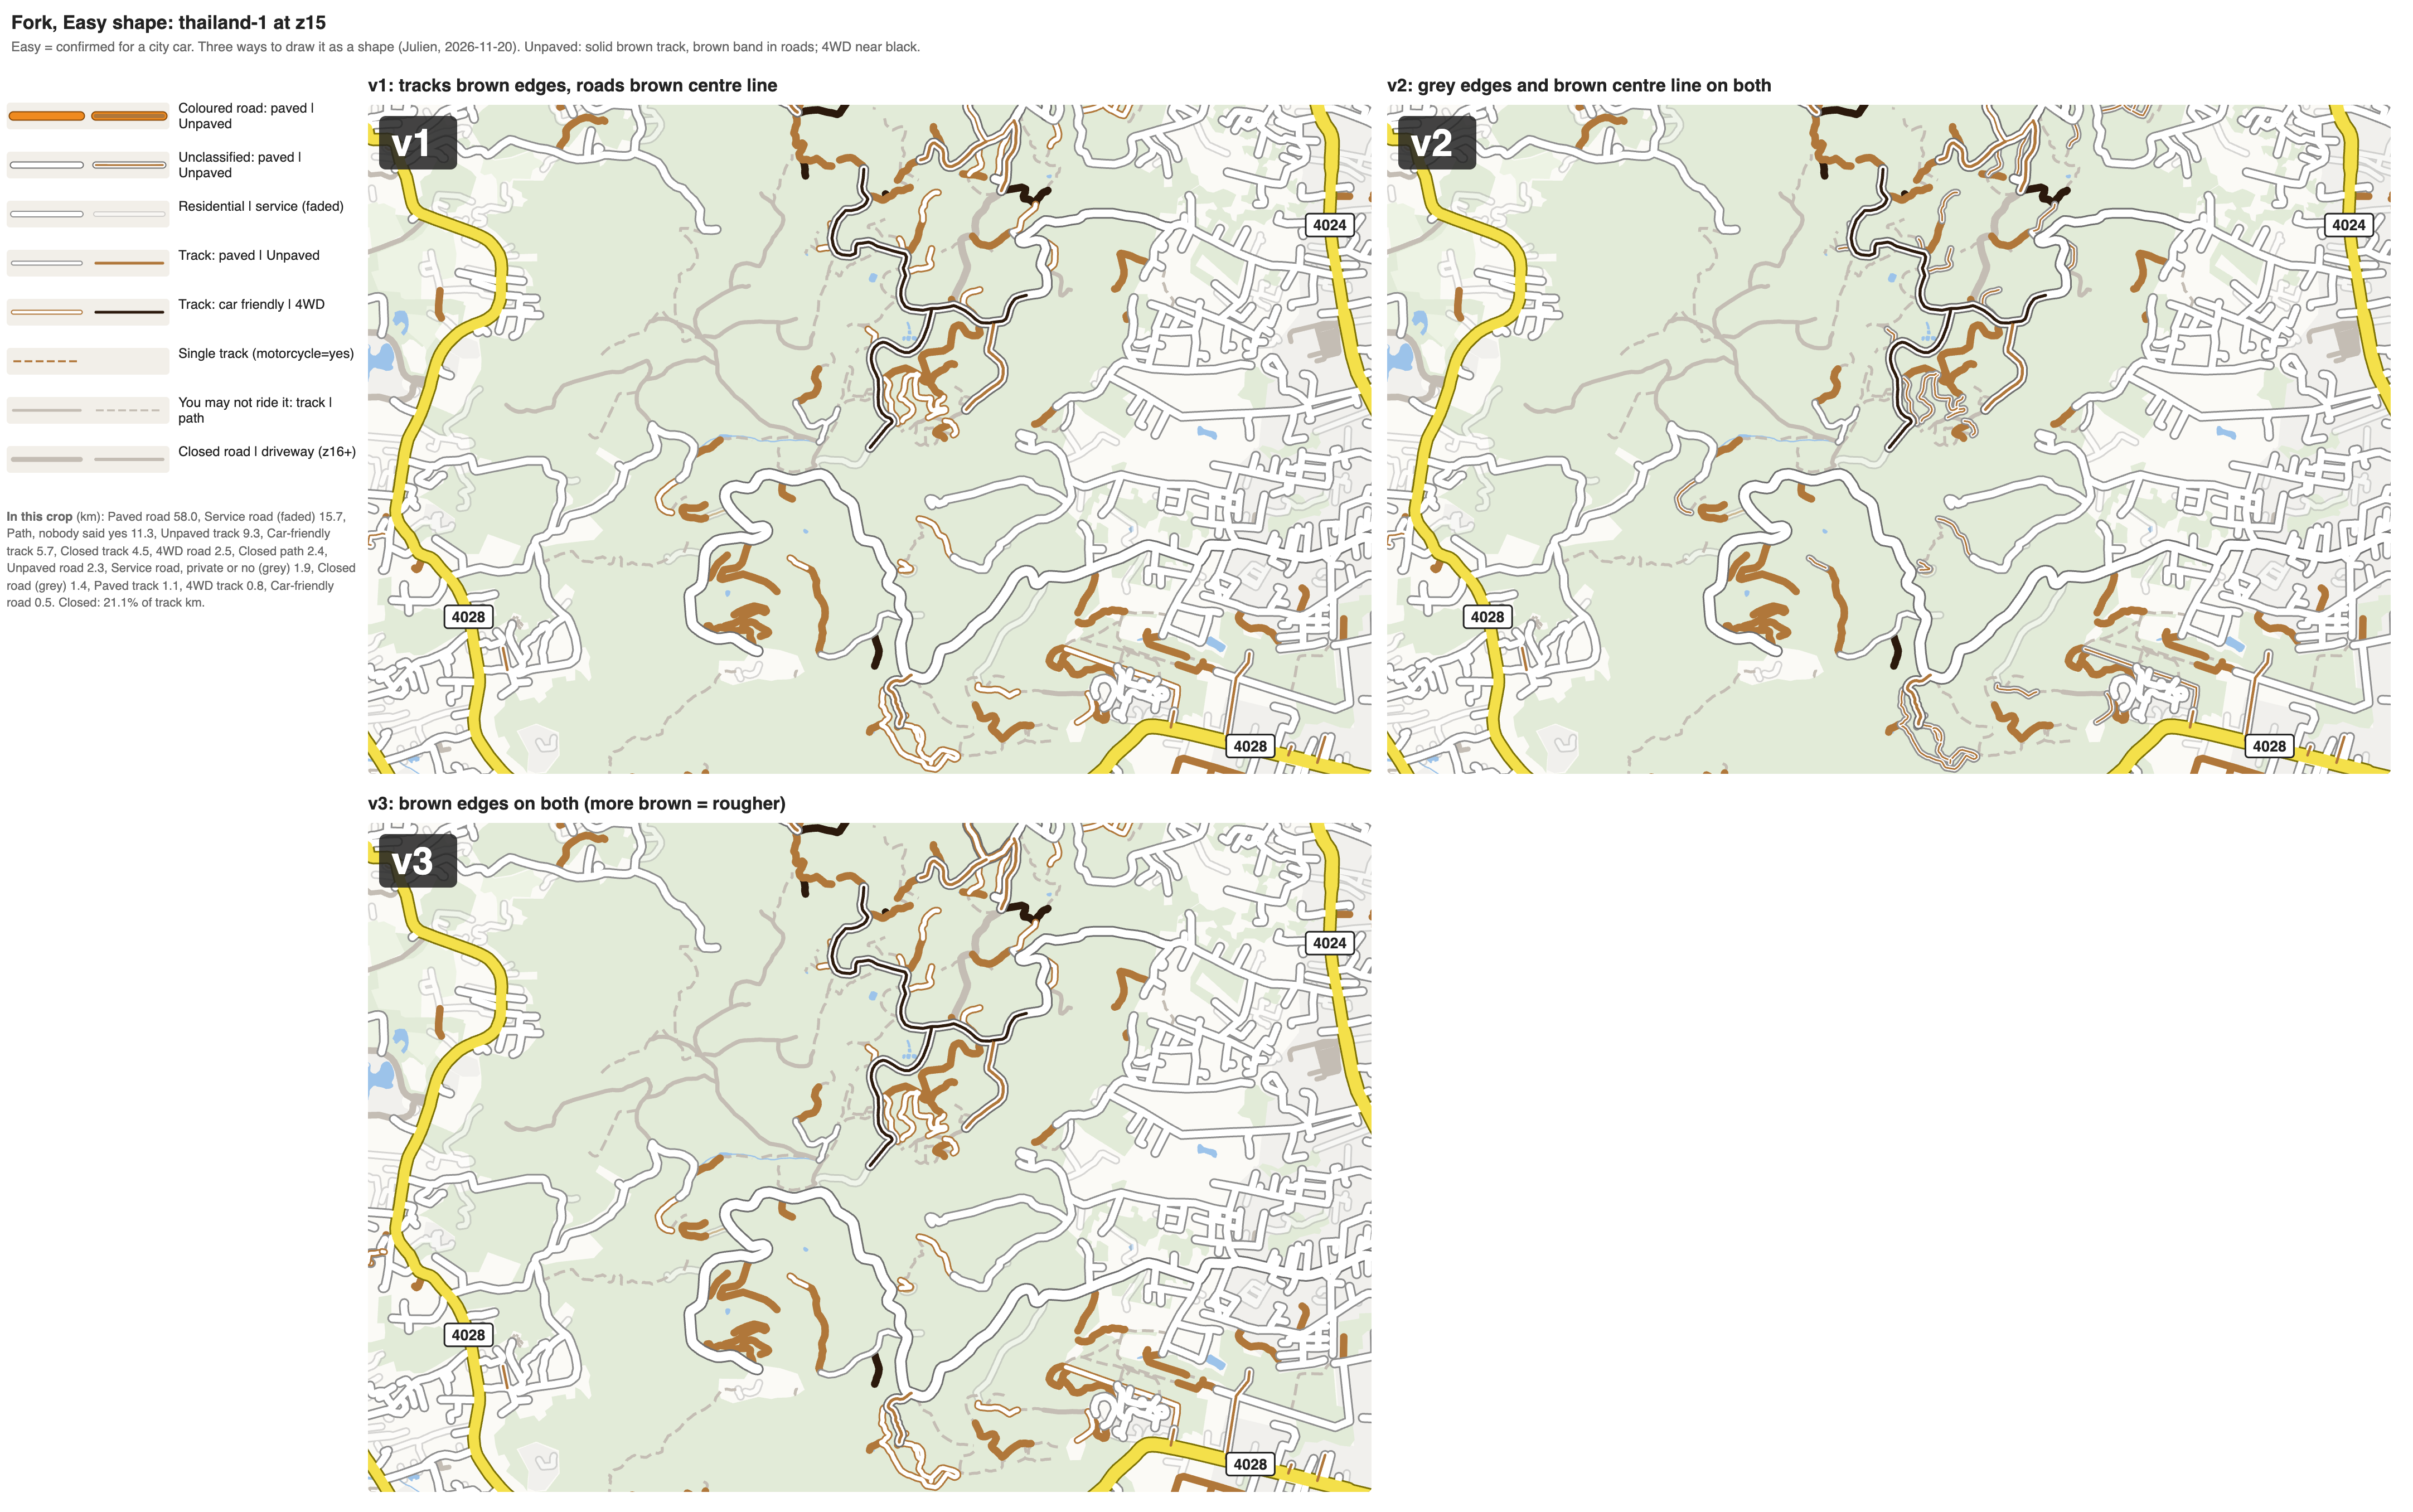 Fork, Easy shape: thailand-1 at z15
Easy = confirmed for a city car. Three ways to draw it as a shape (Julien, 2026-11-20). Unpaved: solid brown track, brown band in roads; 4WD near black.
Coloured road: paved |
Unpaved
Unclassified: paved |
Unpaved
Residential | service (faded)
Track: paved | Unpaved
Track: car friendly | 4WD
Single track (motorcycle=yes)
You may not ride it: track |
path
Closed road | driveway (z16+)
In this crop (km): Paved road 58.0, Service road (faded) 15.7,
Path, nobody said yes 11.3, Unpaved track 9.3, Car-friendly
track 5.7, Closed track 4.5, 4WD road 2.5, Closed path 2.4,
Unpaved road 2.3, Service road, private or no (grey) 1.9, Closed
road (grey) 1.4, Paved track 1.1, 4WD track 0.8, Car-friendly
road 0.5. Closed: 21.1% of track km.
v1: tracks brown edges, roads brown centre line
v1
4024
4028
4028
v2: grey edges and brown centre line on both
v2
4024
4028
4028
v3: brown edges on both (more brown = rougher)
v3
4024
4028
4028